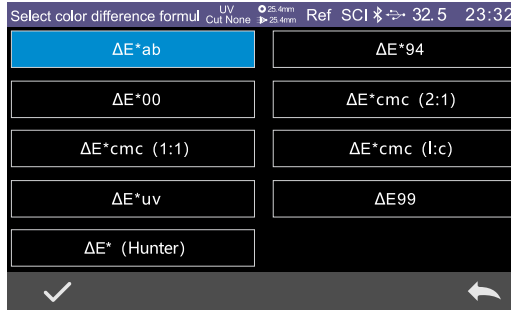 Select color difference formul UV Cut None 25.4mm 25.4mm Ref SCI 32.5 23:32
ΔE*ab
ΔE*94
ΔE*00
ΔE*cmc (2:1)
ΔE*cmc (1:1)
ΔE*cmc (l:c)
ΔE*uv
ΔE99
ΔE* (Hunter)